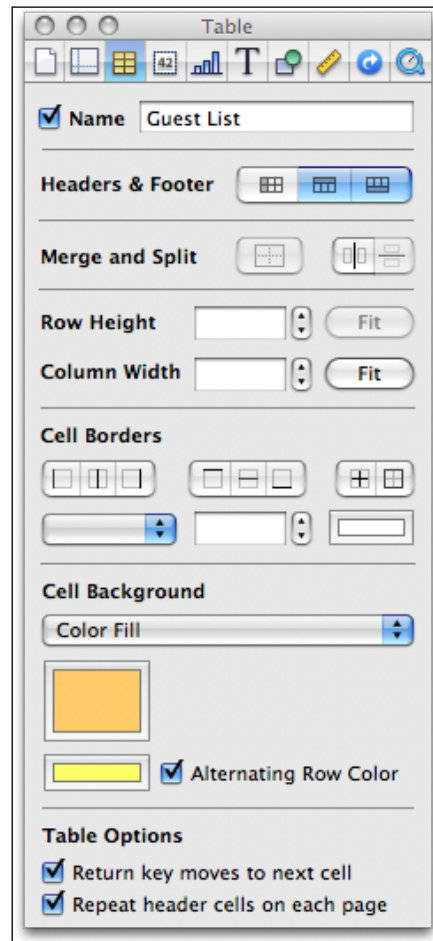 Table
42
T
Name Guest List
Headers & Footer
Merge and Split
Row Height Fit
Column Width Fit
Cell Borders
Cell Background
Color Fill
Alternating Row Color
Table Options
Return key moves to next cell
Repeat header cells on each page